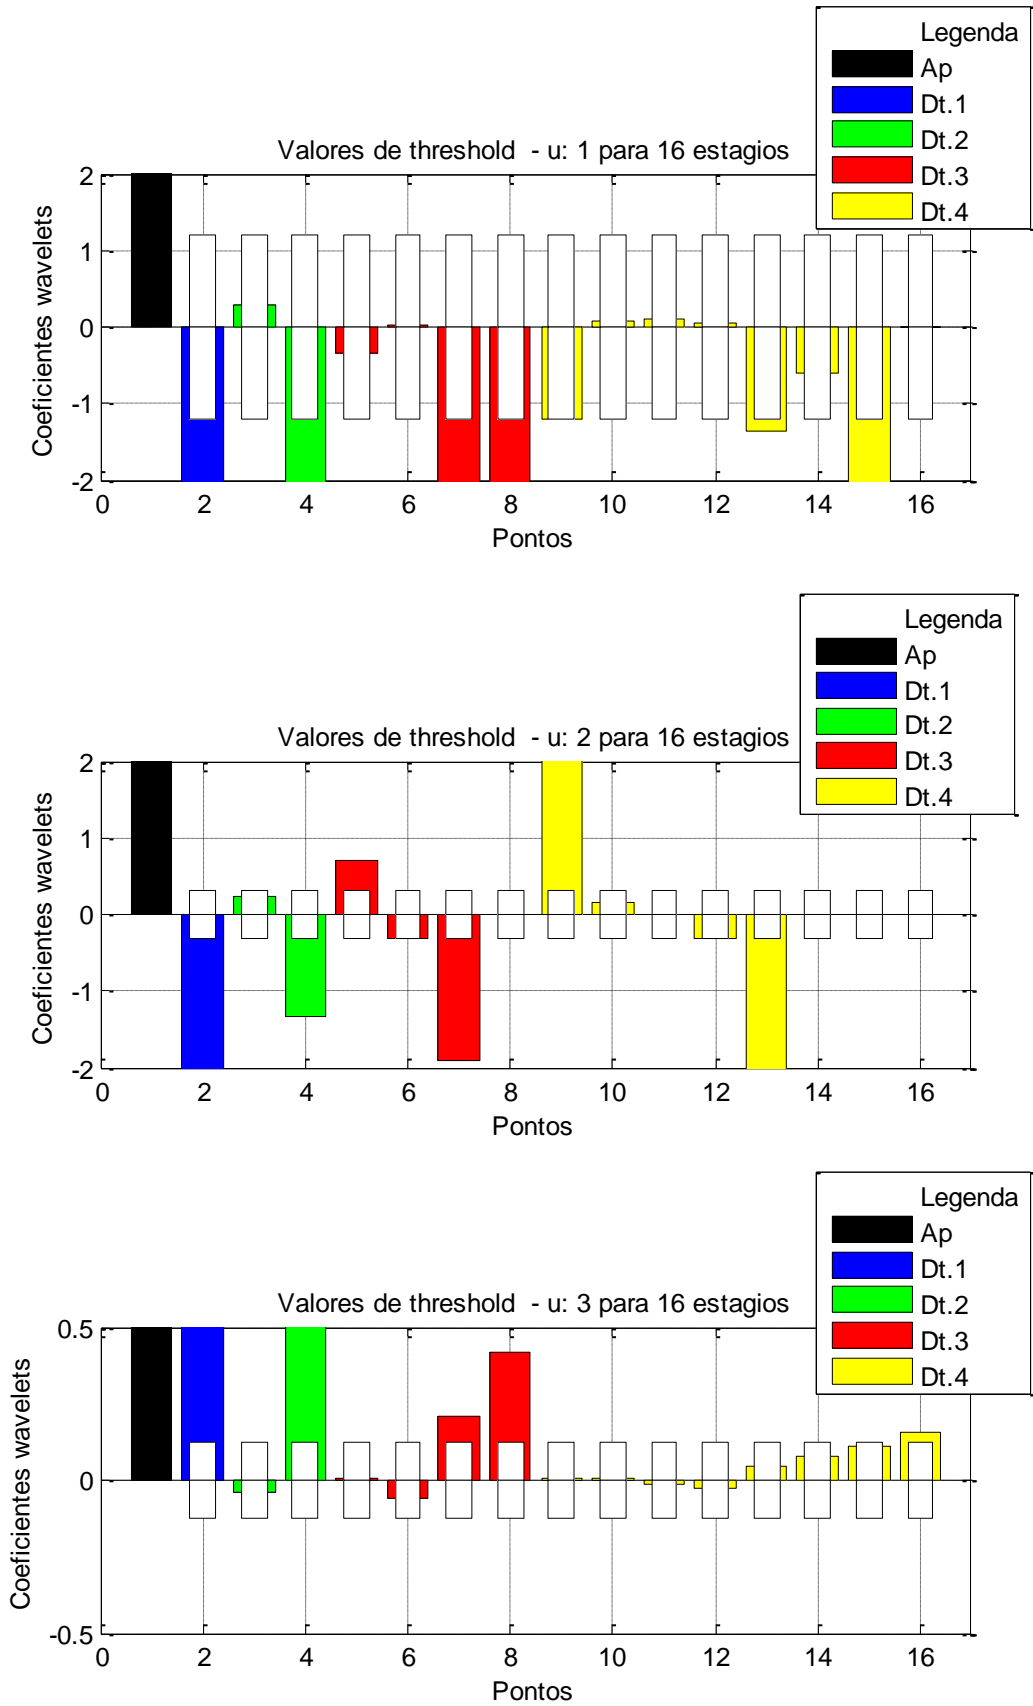 Legenda
Ap
Dt.1
Dt.2
Dt.3
Dt.4
Valores de threshold - u: 1 para 16 estagios
Coeficientes wavelets
2
1
0
-1
-2
0 2 4 6 8 10 12 14 16
Pontos
Legenda
Ap
Dt.1
Dt.2
Dt.3
Dt.4
Valores de threshold - u: 2 para 16 estagios
Coeficientes wavelets
2
1
0
-1
-2
0 2 4 6 8 10 12 14 16
Pontos
Legenda
Ap
Dt.1
Dt.2
Dt.3
Dt.4
Valores de threshold - u: 3 para 16 estagios
Coeficientes wavelets
0.5
0
-0.5
0 2 4 6 8 10 12 14 16
Pontos